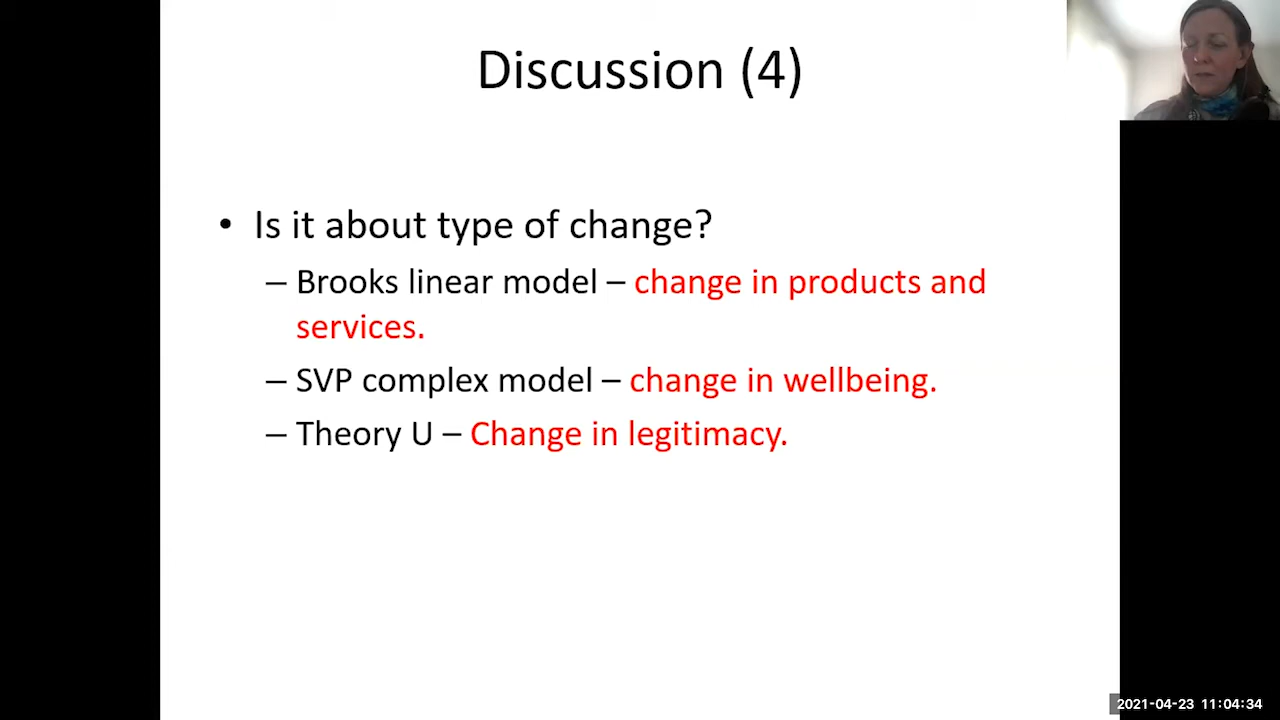 Discussion (4)
• Is it about type of change?
– Brooks linear model – change in products and
services.
– SVP complex model – change in wellbeing.
– Theory U – Change in legitimacy.
2021-04-23 11:04:34